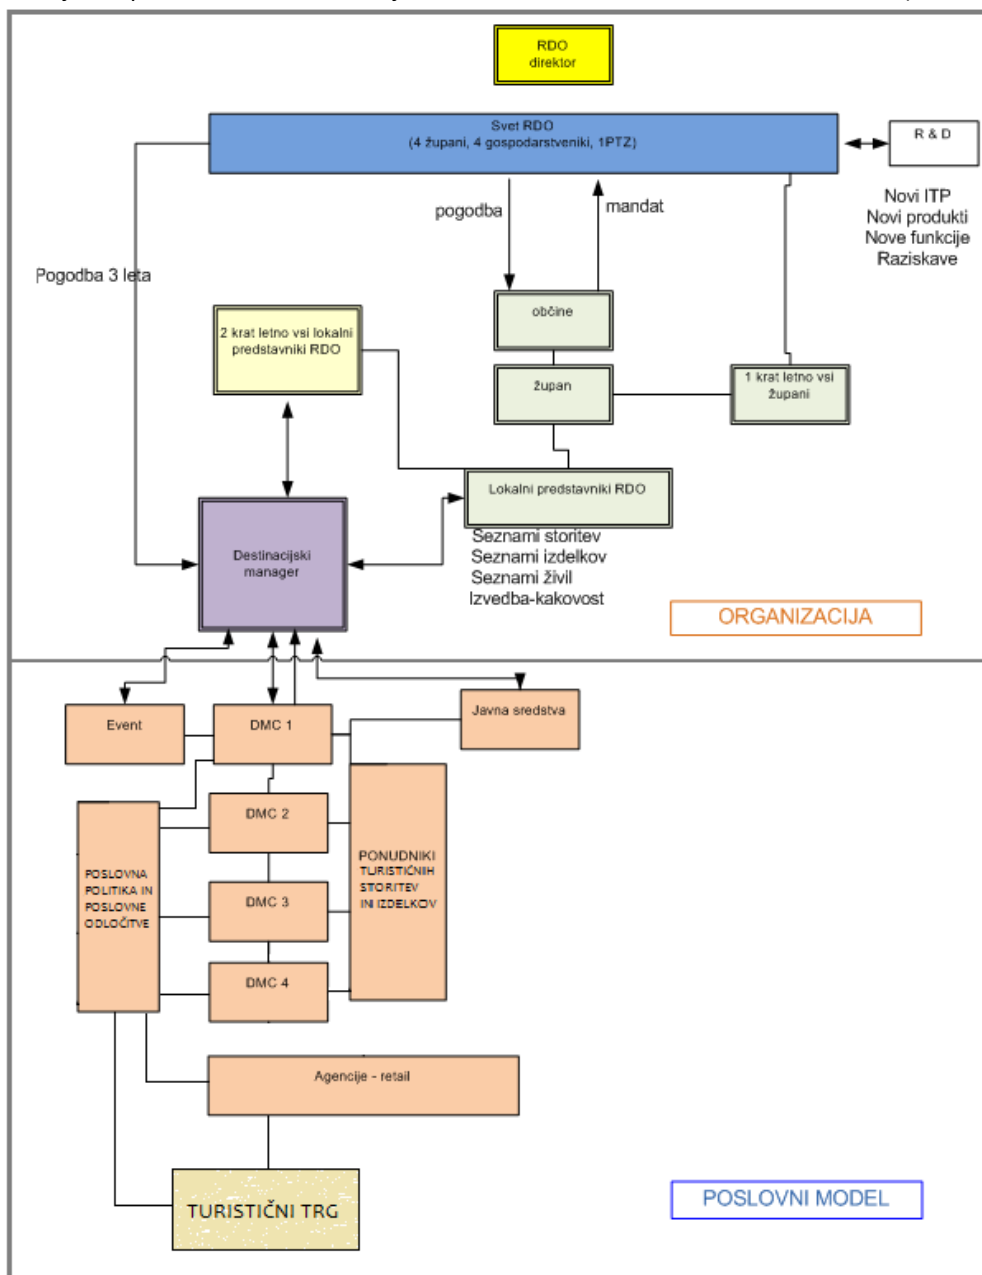 RDO
direktor
Svet RDO
(4 župani, 4 gospodarstveniki, 1PTZ)
R & D
Novi ITP
Novi produkti
Nove funkcije
Raziskave
pogodba
mandat
Pogodba 3 leta
občine
2 krat letno vsi lokalni
predstavniki RDO
župan
1 krat letno vsi
župani
Lokalni predstavniki RDO
Seznami storitev
Seznami izdelkov
Seznami živil
Izvedba-kakovost
Destinacijski
manager
ORGANIZACIJA
Event
DMC 1
Javna sredstva
DMC 2
PONUDNIKI
TURISTIČNIH
STORITEV
IN IZDELKOV
POSLOVNA
POLITIKA IN
POSLOVNE
ODLOČITVE
DMC 3
DMC 4
Agencije - retail
TURISTIČNI TRG
POSLOVNI MODEL